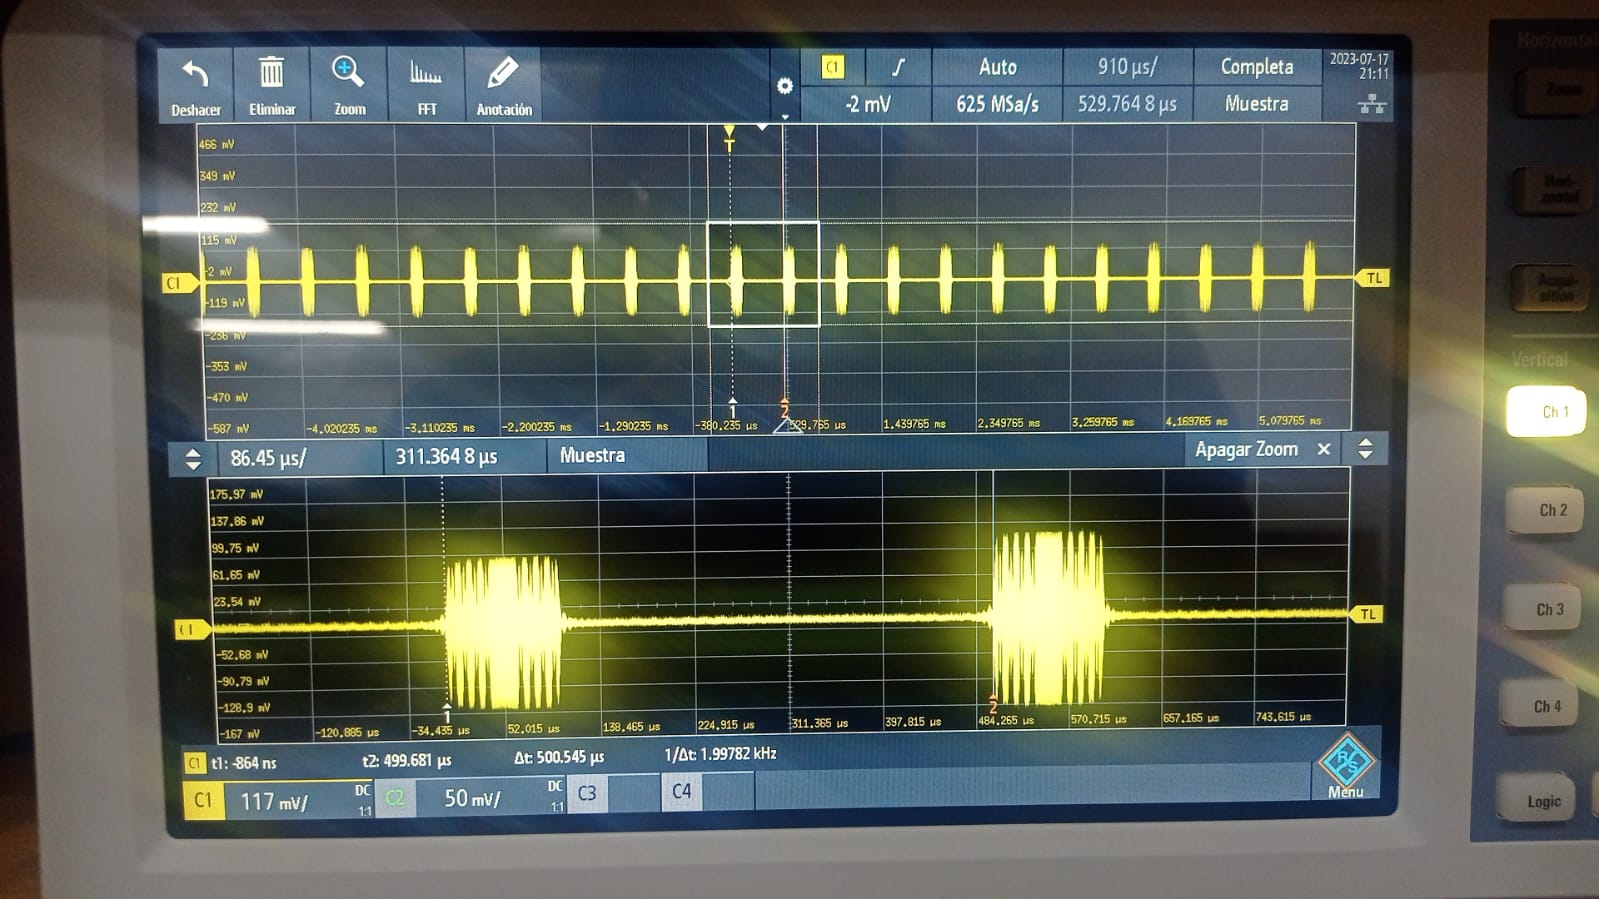 C1
Auto
910 µs/
Completa
2023-07-17
21:11
Deshacer
Eliminar
Zoom
FFT
Anotación
-2 mV
625 MSa/s
529.764 8 µs
Muestra
T
466 mV
349 mV
232 mV
115 mV
-2 mV
-119 mV
-236 mV
-353 mV
-470 mV
-587 mV
C1
TL
1
2
-4.020235 ms
-3.110235 ms
-2.200235 ms
-1.290235 ms
-380.235 µs
529.765 µs
1.439765 ms
2.349765 ms
3.259765 ms
4.169765 ms
5.079765 ms
86.45 µs/
311.364 8 µs
Muestra
Apagar Zoom ×
175.97 mV
137.86 mV
99.75 mV
61.65 mV
23.54 mV
-52.68 mV
-90.79 mV
-128.9 mV
-167 mV
TL
1
2
-120.885 µs
-34.435 µs
52.015 µs
138.465 µs
224.915 µs
311.365 µs
397.815 µs
484.265 µs
570.715 µs
657.165 µs
743.615 µs
C1 t1: -864 ns t2: 499.681 µs Δt: 500.545 µs 1/Δt: 1.99782 kHz
C1 117 mV/ DC 1:1
C2 50 mV/ DC 1:1
C3
C4
R/S
Menu
Horizontal
Zoom
Hori-
zontal
Acqui-
sition
Vertical
Ch 1
Ch 2
Ch 3
Ch 4
Logic